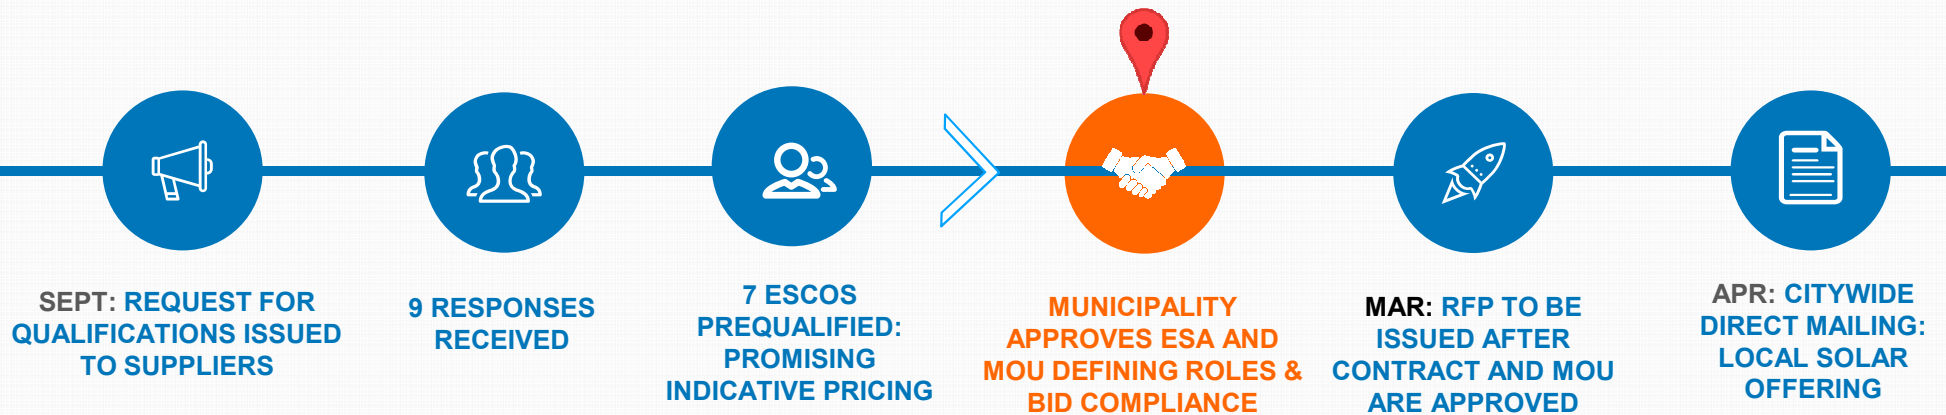 SEPT: REQUEST FOR
QUALIFICATIONS ISSUED
TO SUPPLIERS
9 RESPONSES
RECEIVED
7 ESCOS
PREQUALIFIED:
PROMISING
INDICATIVE PRICING
MUNICIPALITY
APPROVES ESA AND
MOU DEFINING ROLES &
BID COMPLIANCE
MAR: RFP TO BE
ISSUED AFTER
CONTRACT AND MOU
ARE APPROVED
APR: CITYWIDE
DIRECT MAILING:
LOCAL SOLAR
OFFERING